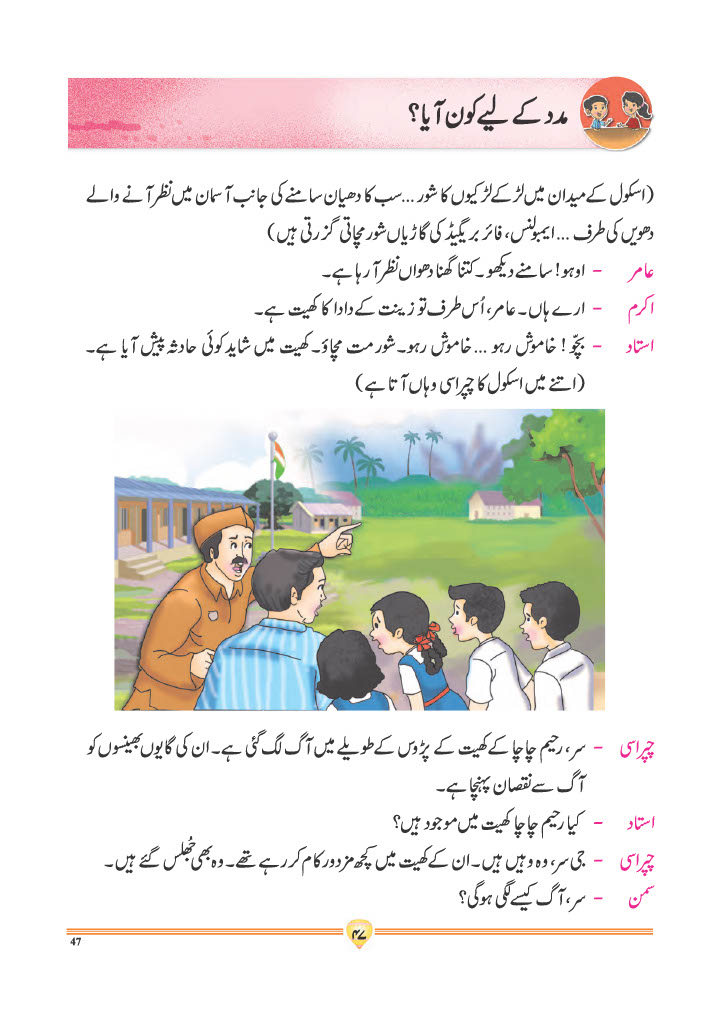 مدد کے لیے کون آیا؟
(اسکول کے میدان میں لڑکے لڑکیوں کا شور ... سب کا دھیان سامنے کی جانب آسمان میں نظر آنے والے
دھویں کی طرف ... ایمبولنس، فائر بریگیڈ کی گاڑیاں شور مچاتی گزرتی ہیں)
عامر - اوہو! سامنے دیکھو۔ کتنا گھنا دھواں نظر آرہا ہے۔
اکرم - ارے ہاں۔ عامر، اُس طرف تو زینت کے دادا کا کھیت ہے۔
استاد - بچّو! خاموش رہو ... خاموش رہو۔ شور مت مچاؤ۔ کھیت میں شاید کوئی حادثہ پیش آیا ہے۔
(اتنے میں اسکول کا چپراسی وہاں آتا ہے)
چپراسی - سر، رحیم چاچا کے کھیت کے پڑوس کے طویلے میں آگ لگ گئی ہے۔ ان کی گایوں بھینسوں کو
آگ سے نقصان پہنچا ہے۔
استاد - کیا رحیم چاچا کھیت میں موجود ہیں؟
چپراسی - جی سر، وہ وہیں ہیں۔ ان کے کھیت میں کچھ مزدور کام کررہے تھے۔ وہ بھی جُھلس گئے ہیں۔
سمن - سر، آگ کیسے لگی ہوگی؟
۴۷
47